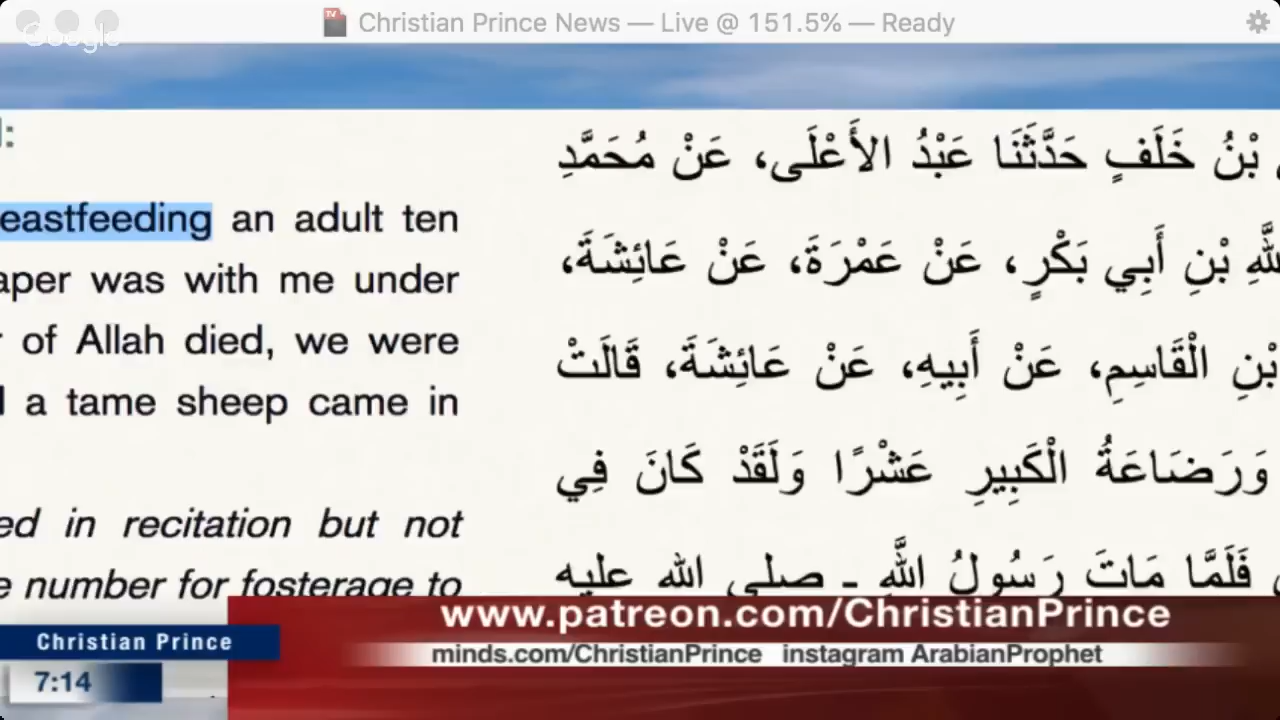 Christian Prince News — Live @ 151.5% — Ready
Google
:
eastfeeding an adult ten
aper was with me under
of Allah died, we were
a tame sheep came in
ed in recitation but not
e number for fosterage to
بْنُ خَلَفٍ حَدَّثَنَا عَبْدُ الأَعْلَى، عَنْ مُحَمَّدِ
اللَّهِ بْنِ أَبِي بَكْرٍ، عَنْ عَمْرَةَ، عَنْ عَائِشَةَ،
بْنِ الْقَاسِمِ، عَنْ أَبِيهِ، عَنْ عَائِشَةَ، قَالَتْ
وَرَضَاعَةُ الْكَبِيرِ عَشْرًا وَلَقَدْ كَانَ فِي
فَلَمَّا مَاتَ رَسُولُ اللَّهِ ـ صلى الله عليه
www.patreon.com/ChristianPrince
minds.com/ChristianPrince instagram ArabianProphet
Christian Prince
7:14